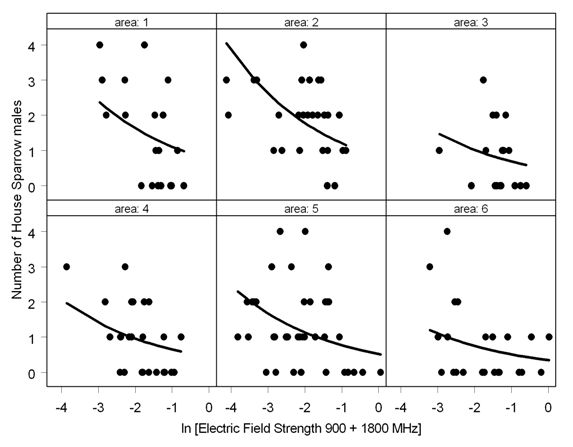 area: 1 area: 2 area: 3
4
3
2
1
0
area: 4 area: 5 area: 6
4
3
2
1
0
-4 -3 -2 -1 0 -4 -3 -2 -1 0 -4 -3 -2 -1 0
Number of House Sparrow males
ln [Electric Field Strength 900 + 1800 MHz]